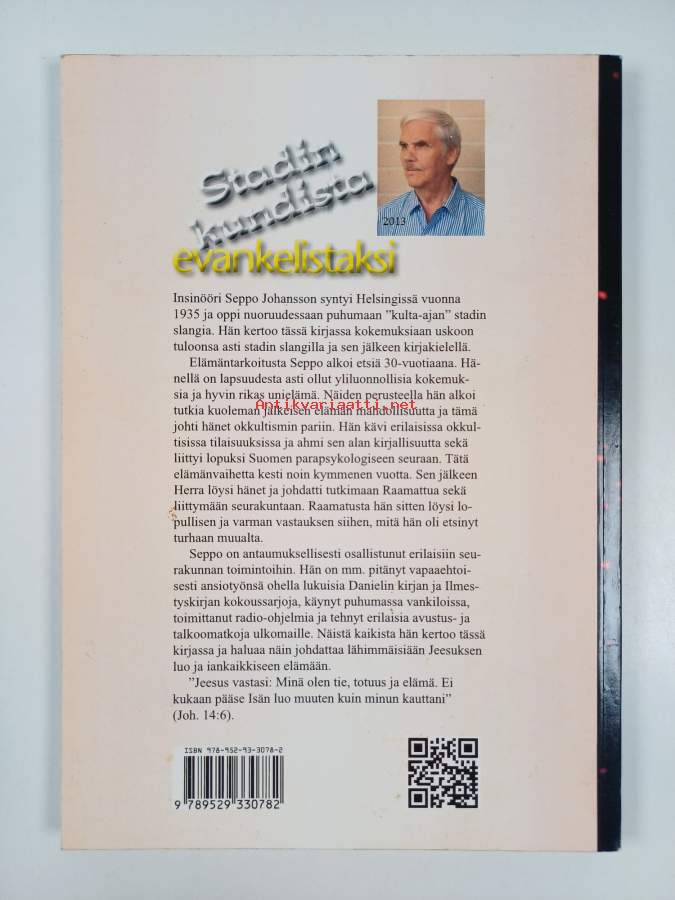 Stadin
kundista
evankelistaksi
2013
Insinööri Seppo Johansson syntyi Helsingissä vuonna
1935 ja oppi nuoruudessaan puhumaan ”kulta-ajan” stadin
slangia. Hän kertoo tässä kirjassa kokemuksiaan uskoon
tuloonsa asti stadin slangilla ja sen jälkeen kirjakielellä.
Elämäntarkoitusta Seppo alkoi etsiä 30-vuotiaana. Hä-
nellä on lapsuudesta asti ollut yliluonnollisia kokemuk-
sia ja hyvin rikas unielämä. Näiden perusteella hän alkoi
tutkia kuoleman jälkeisen elämän mahdollisuutta ja tämä
Antikvariaatti.net
johti hänet okkultismin pariin. Hän kävi erilaisissa okkul-
tisissa tilaisuuksissa ja ahmi sen alan kirjallisuutta sekä
liittyi lopuksi Suomen parapsykologiseen seuraan. Tätä
elämänvaihetta kesti noin kymmenen vuotta. Sen jälkeen
Herra löysi hänet ja johdatti tutkimaan Raamattua sekä
liittymään seurakuntaan. Raamatusta hän sitten löysi lo-
pullisen ja varman vastauksen siihen, mitä hän oli etsinyt
turhaan muualta.
Seppo on antaumuksellisesti osallistunut erilaisiin seu-
rakunnan toimintoihin. Hän on mm. pitänyt vapaaehtoi-
sesti ansiotyönsä ohella lukuisia Danielin kirjan ja Ilmes-
tyskirjan kokoussarjoja, käynyt puhumassa vankiloissa,
toimittanut radio-ohjelmia ja tehnyt erilaisia avustus- ja
talkoomatkoja ulkomaille. Näistä kaikista hän kertoo tässä
kirjassa ja haluaa näin johdattaa lähimmäisiään Jeesuksen
luo ja iankaikkiseen elämään.
”Jeesus vastasi: Minä olen tie, totuus ja elämä. Ei
kukaan pääse Isän luo muuten kuin minun kauttani”
(Joh. 14:6).
ISBN 978-952-93-3078-2
9 789529 330782